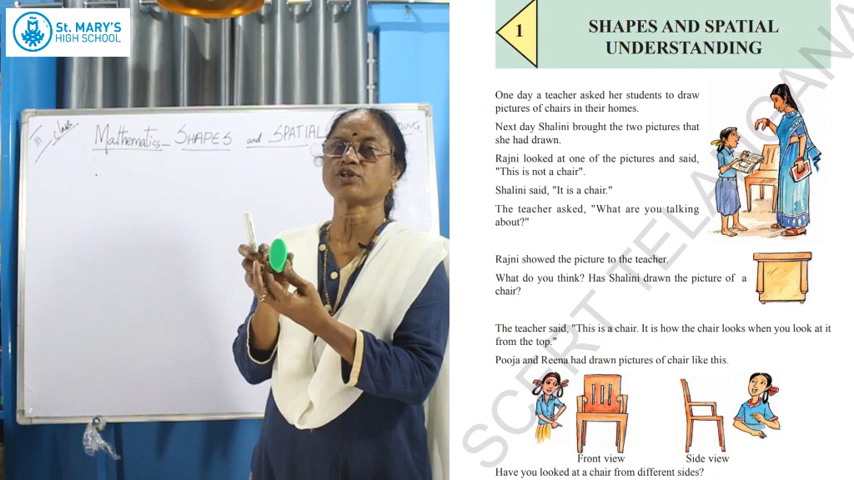 St. MARY'S
HIGH SCHOOL
III class
Mathematics - SHAPES and SPATIAL
1
SHAPES AND SPATIAL
UNDERSTANDING
One day a teacher asked her students to draw
pictures of chairs in their homes.
Next day Shalini brought the two pictures that
she had drawn.
Rajni looked at one of the pictures and said,
"This is not a chair".
Shalini said, "It is a chair."
The teacher asked, "What are you talking
about?"
Rajni showed the picture to the teacher.
What do you think? Has Shalini drawn the picture of a
chair?
The teacher said, "This is a chair. It is how the chair looks when you look at it
from the top."
Pooja and Reena had drawn pictures of chair like this.
Front view
Side view
Have you looked at a chair from different sides?
SCERT TELANGANA